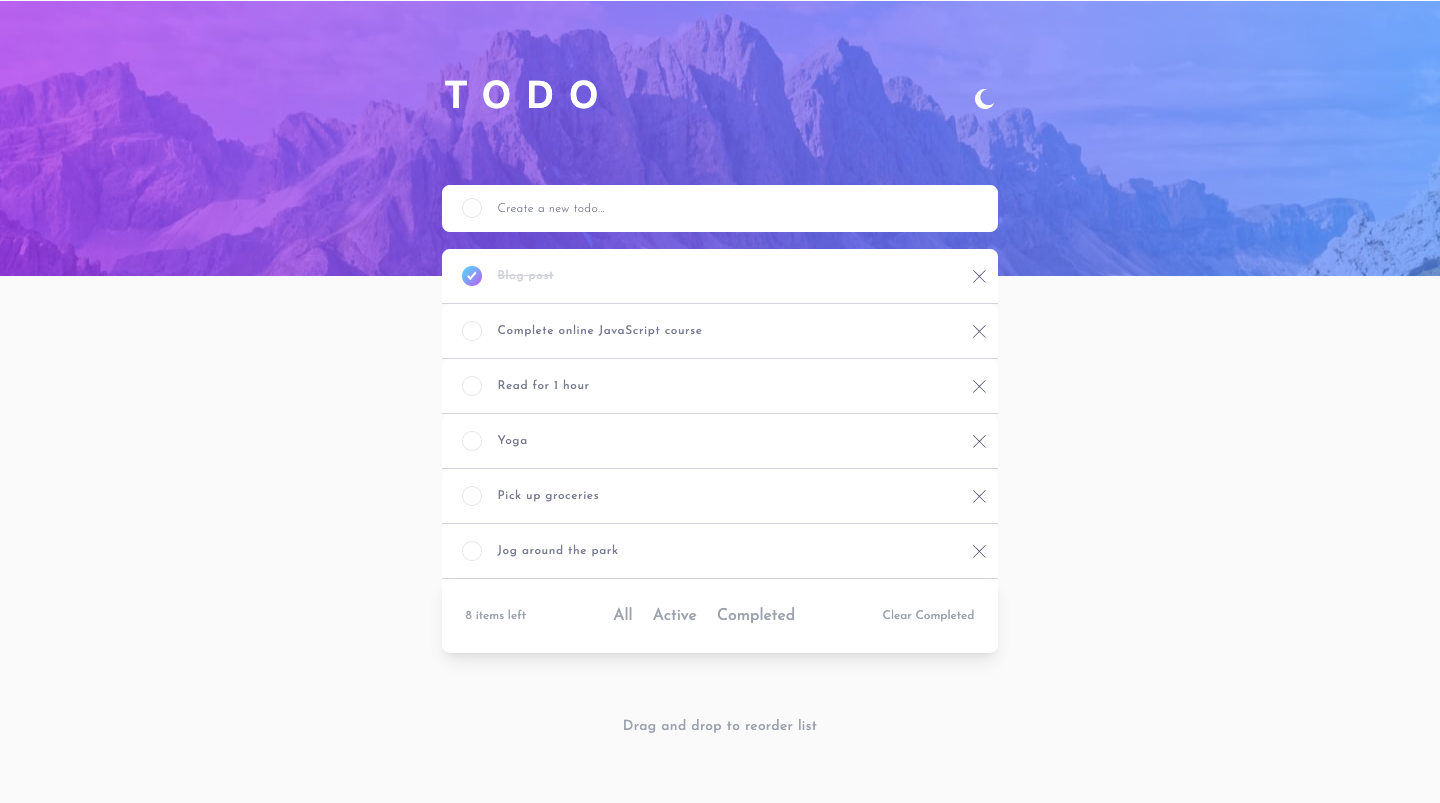 TODO
Create a new todo...
Blog post
Complete online JavaScript course
Read for 1 hour
Yoga
Pick up groceries
Jog around the park
8 items left All Active Completed Clear Completed
Drag and drop to reorder list